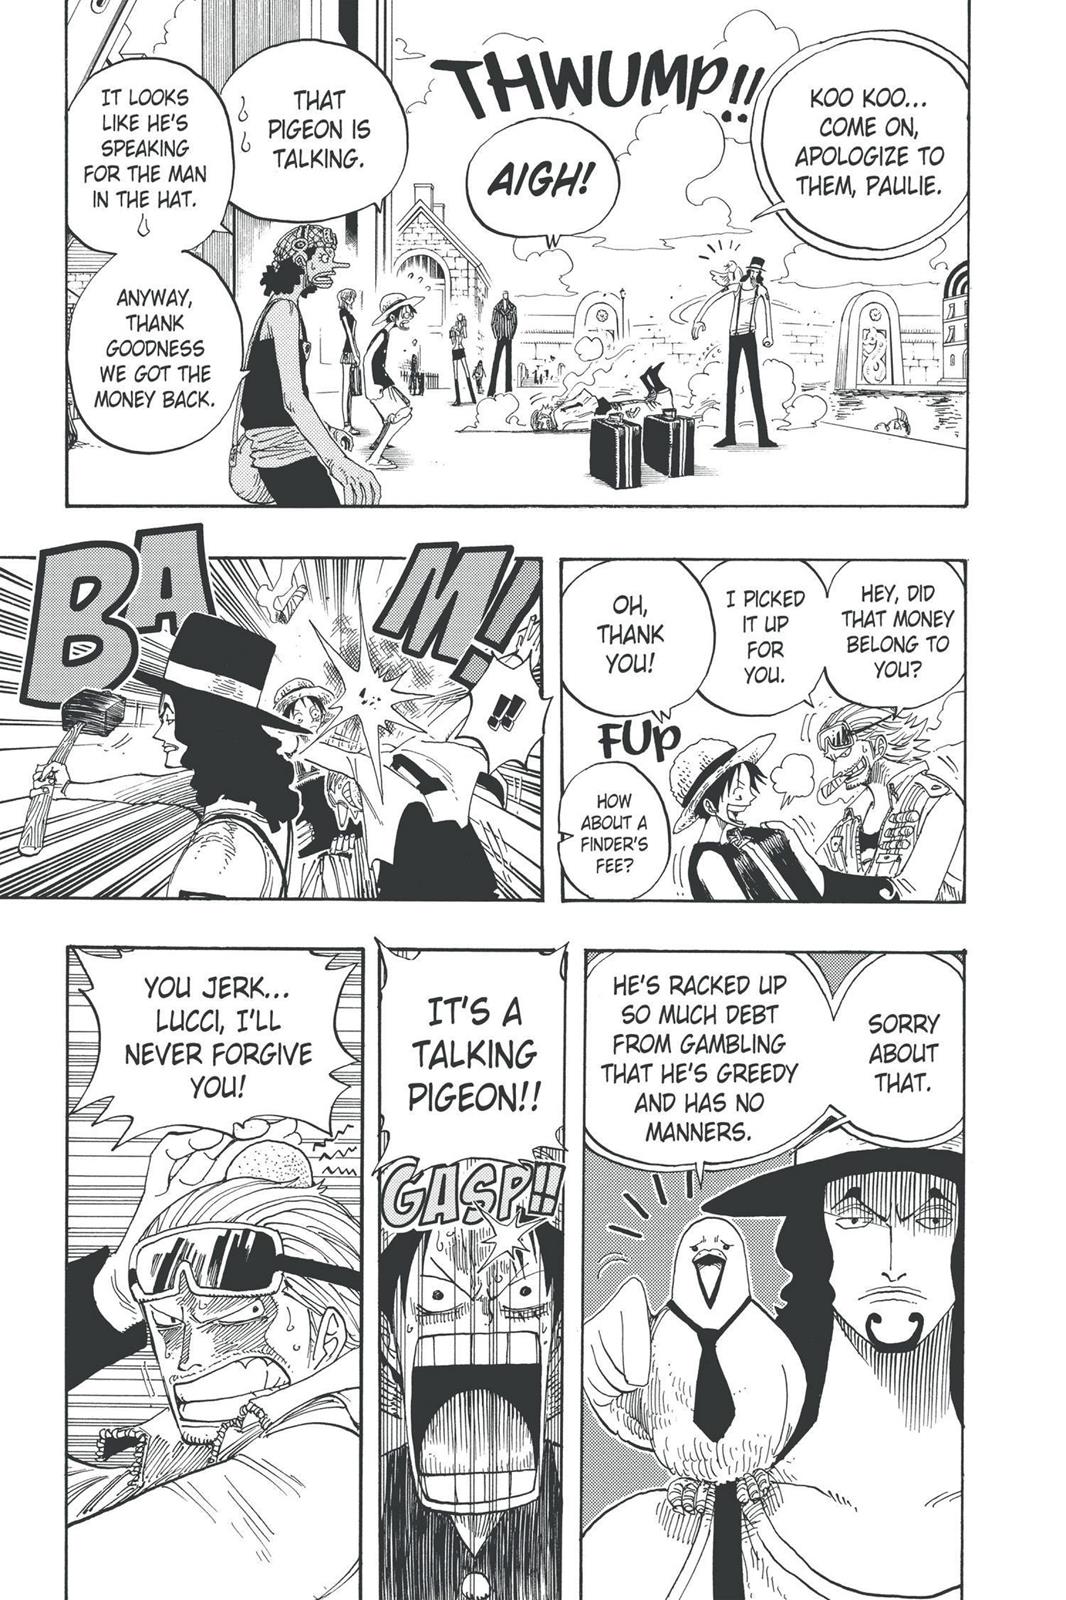 KOO KOO...
COME ON,
APOLOGIZE TO
THEM, PAULIE.
THWUMP!!
AIGH!
THAT
PIGEON IS
TALKING.
IT LOOKS
LIKE HE'S
SPEAKING
FOR THE MAN
IN THE HAT.
ANYWAY,
THANK
GOODNESS
WE GOT THE
MONEY BACK.
HEY, DID
THAT MONEY
BELONG TO
YOU?
I PICKED
IT UP
FOR
YOU.
OH,
THANK
YOU!
FUP
HOW
ABOUT A
FINDER'S
FEE?
BAM!
!!
SORRY
ABOUT
THAT.
HE'S RACKED UP
SO MUCH DEBT
FROM GAMBLING
THAT HE'S GREEDY
AND HAS NO
MANNERS.
IT'S A
TALKING
PIGEON!!
GASP!!
YOU JERK...
LUCCI, I'LL
NEVER FORGIVE
YOU!